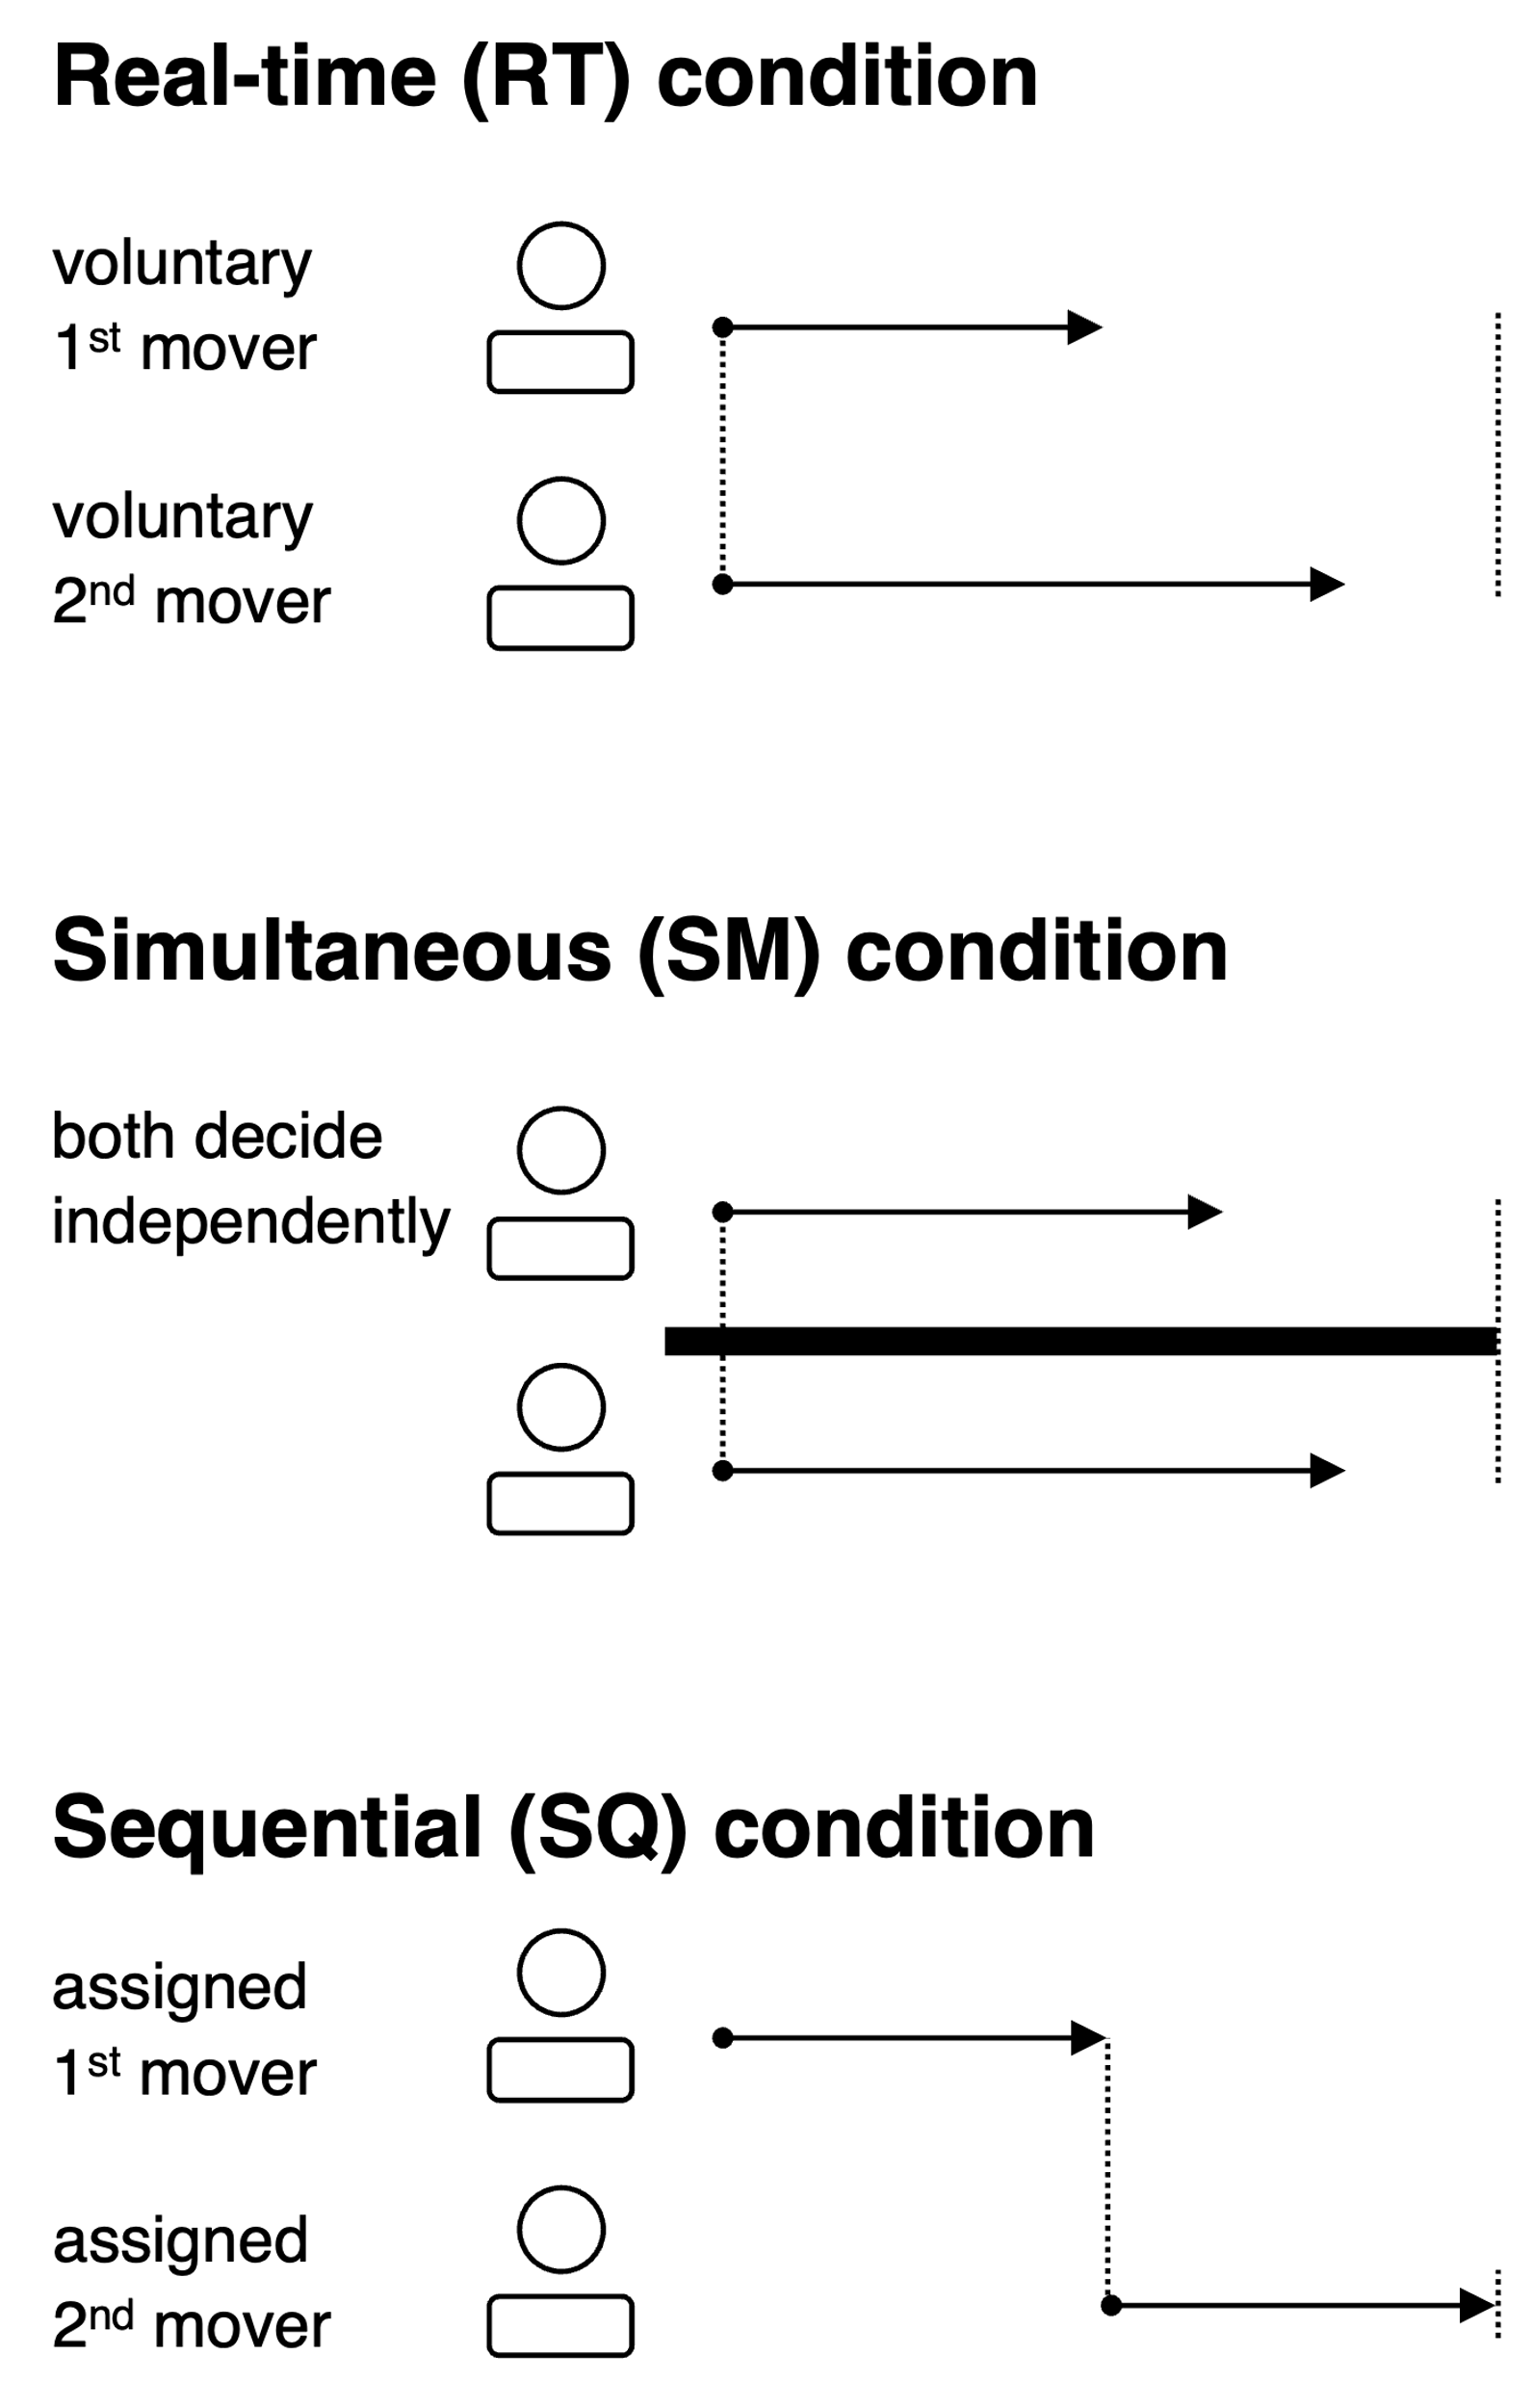 Real-time (RT) condition
voluntary
1st mover
voluntary
2nd mover
Simultaneous (SM) condition
both decide
independently
Sequential (SQ) condition
assigned
1st mover
assigned
2nd mover